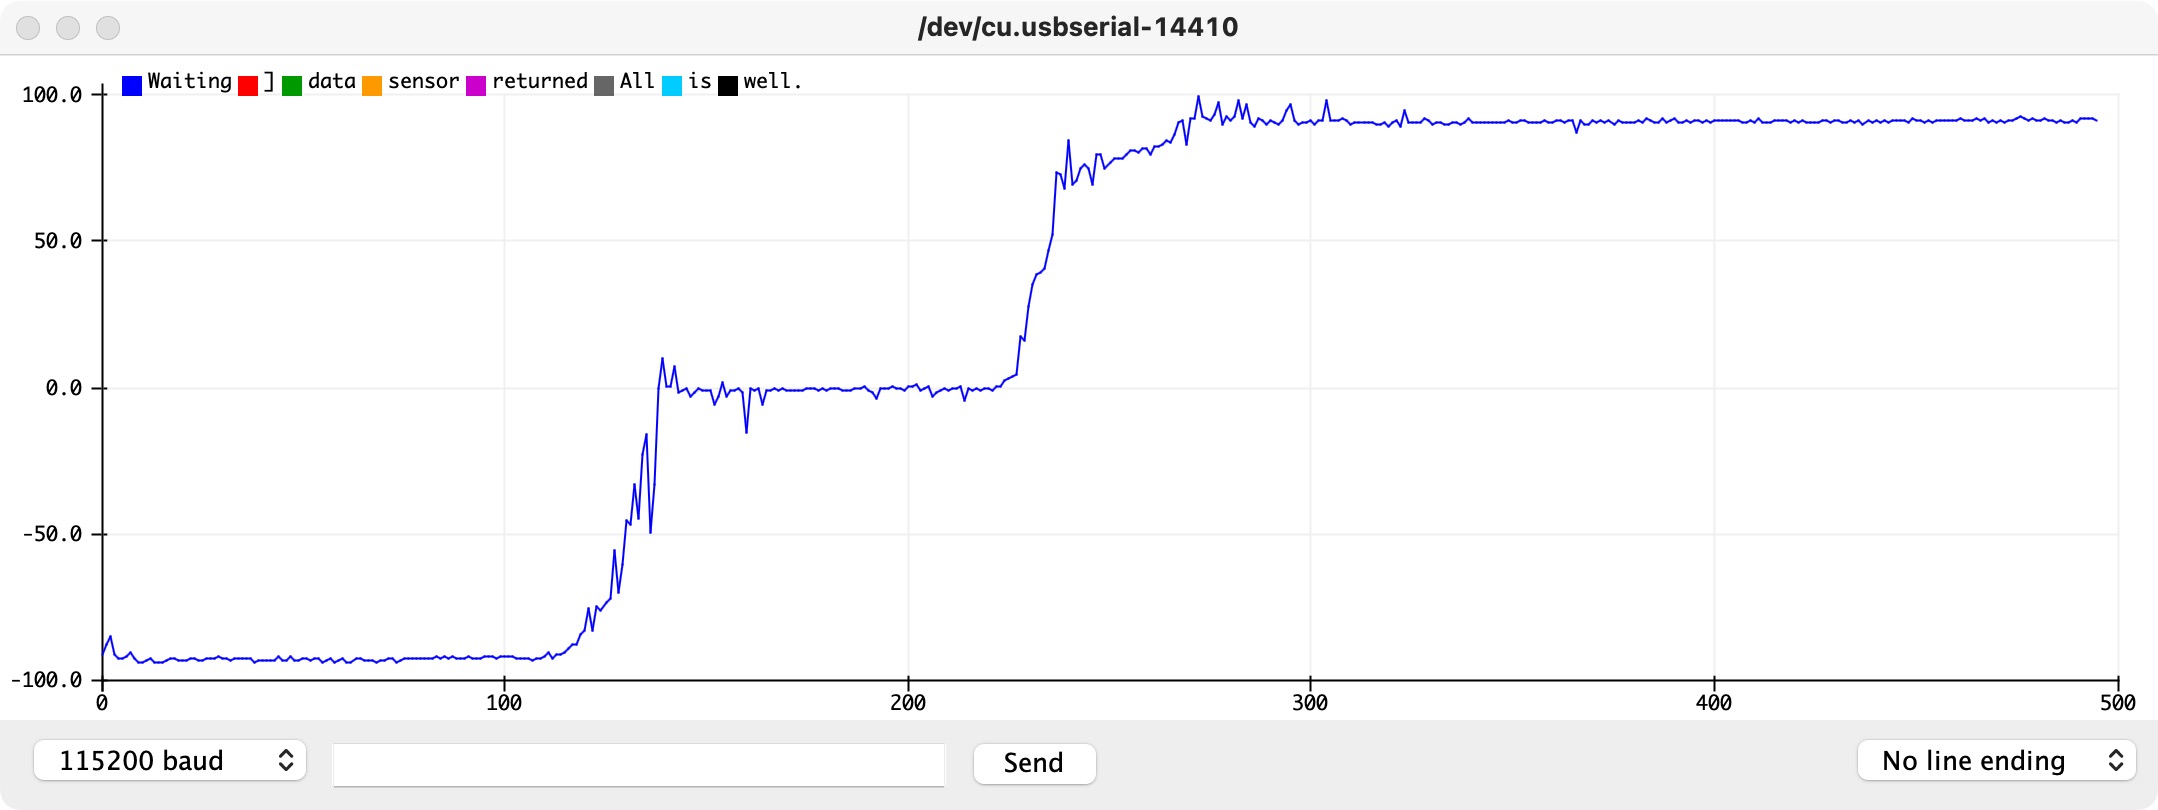 /dev/cu.usbserial-14410
Waiting ] data sensor returned All is well.
100.0
50.0
0.0
-50.0
-100.0
0 100 200 300 400 500
115200 baud Send No line ending